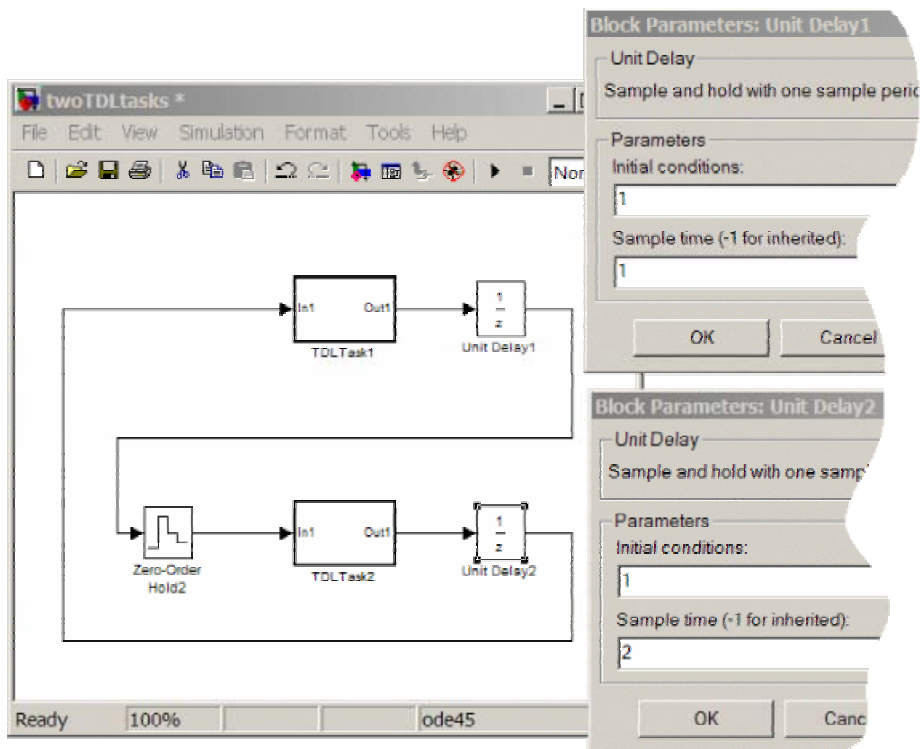 twoTDLtasks *
File Edit View Simulation Format Tools Help
Nor
In1 Out1
TDLTask1
1
z
Unit Delay1
Zero-Order
Hold2
In1 Out1
TDLTask2
1
z
Unit Delay2
Ready 100% ode45
Block Parameters: Unit Delay1
Unit Delay
Sample and hold with one sample peric
Parameters
Initial conditions:
1
Sample time (-1 for inherited):
1
OK Cancel
Block Parameters: Unit Delay2
Unit Delay
Sample and hold with one samp
Parameters
Initial conditions:
1
Sample time (-1 for inherited):
2
OK Canc